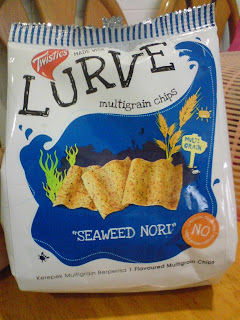 Twisties
MADE WITH
LURVE
multigrain chips
MULTI
GRAIN
"SEAWEED NORI"
NO
Kerepek Multigrain Berperisa | Flavoured Multigrain Chips